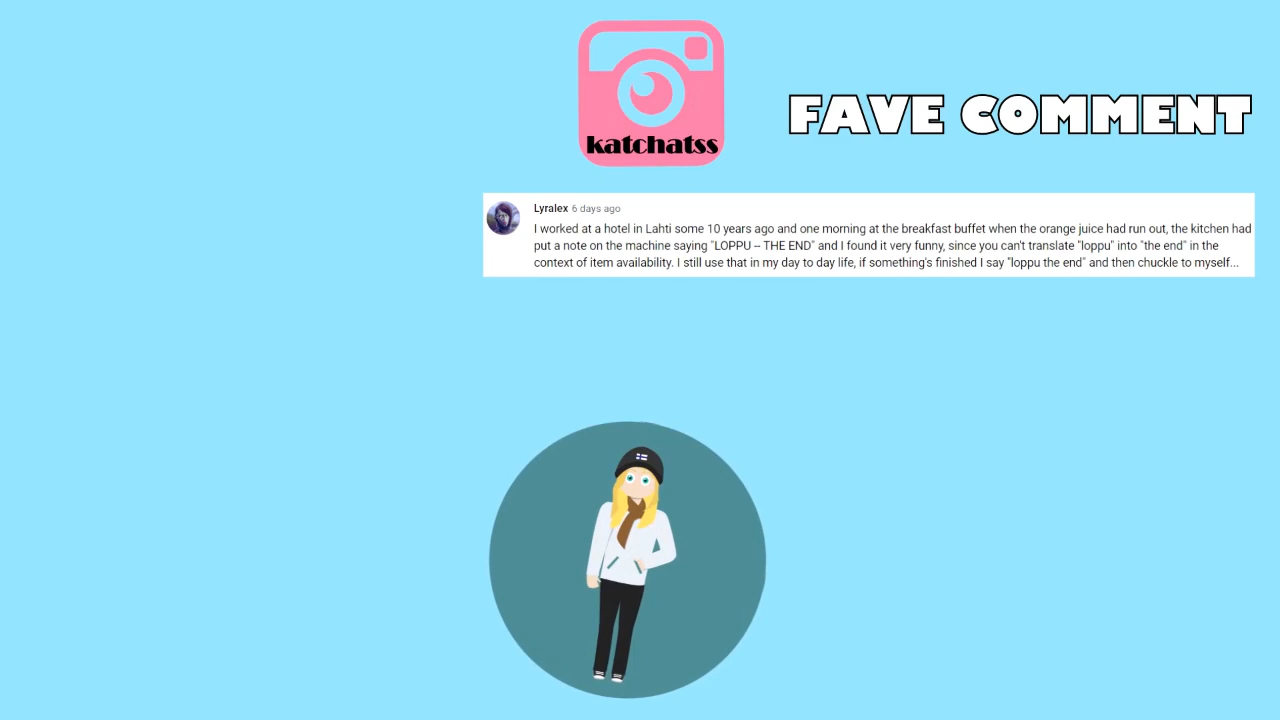 katchatss
FAVE COMMENT
Lyralex 6 days ago
I worked at a hotel in Lahti some 10 years ago and one morning at the breakfast buffet when the orange juice had run out, the kitchen had
put a note on the machine saying "LOPPU -- THE END" and I found it very funny, since you can't translate "loppu" into "the end" in the
context of item availability. I still use that in my day to day life, if something's finished I say "loppu the end" and then chuckle to myself...